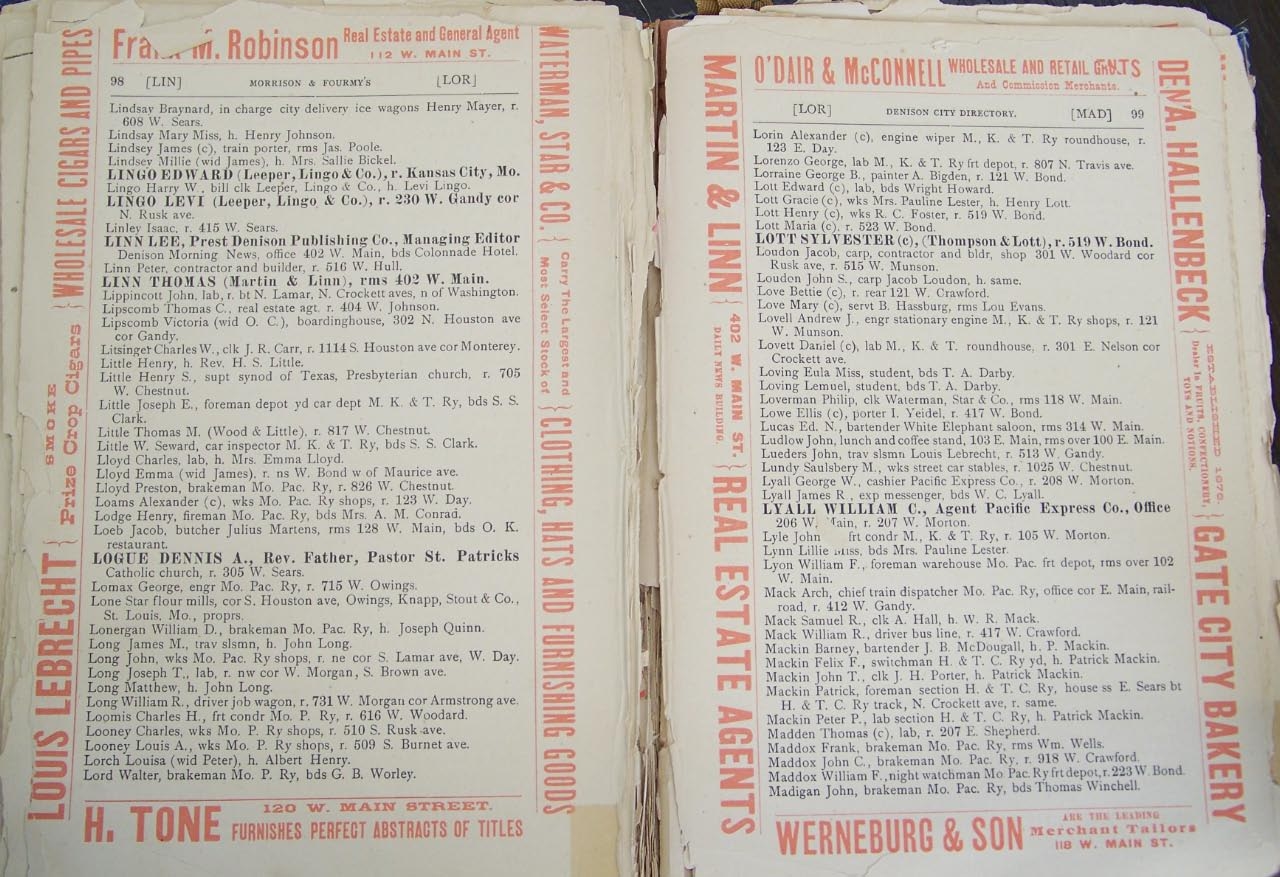 Frank M. Robinson Real Estate and General Agent
112 W. MAIN ST.
98 [LIN] MORRISON & FOURMY'S [LOR]
Lindsay Braynard, in charge city delivery ice wagons Henry Mayer, r.
608 W. Sears.
Lindsay Mary Miss, h. Henry Johnson.
Lindsey James (c), train porter, rms Jas. Poole.
Lindsey Millie (wid James), h. Mrs. Sallie Bickel.
LINGO EDWARD (Leeper, Lingo & Co.), r. Kansas City, Mo.
Lingo Harry W., bill clk Leeper, Lingo & Co., h. Levi Lingo.
LINGO LEVI (Leeper, Lingo & Co.), r. 230 W. Gandy cor
N. Rusk ave.
Linley Isaac, r. 415 W. Sears.
LINN LEE, Prest Denison Publishing Co., Managing Editor
Denison Morning News, office 402 W. Main, bds Colonnade Hotel.
Linn Peter, contractor and builder, r. 516 W. Hull.
LINN THOMAS (Martin & Linn), rms 402 W. Main.
Lippincott John, lab, r. bt N. Lamar, N. Crockett aves, n of Washington.
Lipscomb Thomas C., real estate agt. r. 404 W. Johnson.
Lipscomb Victoria (wid O. C.), boardinghouse, 302 N. Houston ave
cor Gandy.
Litsinger Charles W., clk J. R. Carr, r. 1114 S. Houston ave cor Monterey.
Little Henry, h. Rev. H. S. Little.
Little Henry S., supt synod of Texas, Presbyterian church, r. 705
W. Chestnut.
Little Joseph E., foreman depot yd car dept M. K. & T. Ry, bds S. S.
Clark.
Little Thomas M. (Wood & Little), r. 817 W. Chestnut.
Little W. Seward, car inspector M. K. & T. Ry, bds S. S. Clark.
Lloyd Charles, lab, h. Mrs. Emma Lloyd.
Lloyd Emma (wid James), r. ns W. Bond w of Maurice ave.
Lloyd Preston, brakeman Mo. Pac. Ry, r. 826 W. Chestnut.
Loams Alexander (c), wks Mo. Pac. Ry shops, r. 123 W. Day.
Lodge Henry, fireman Mo. Pac. Ry, bds Mrs. A. M. Conrad.
Loeb Jacob, butcher Julius Martens, rms 128 W. Main, bds O. K.
restaurant.
LOGUE DENNIS A., Rev. Father, Pastor St. Patricks
Catholic church, r. 305 W. Sears.
Lomax George, engr Mo. Pac. Ry, r. 715 W. Owings.
Lone Star flour mills, cor S. Houston ave, Owings, Knapp, Stout & Co.,
St. Louis, Mo., proprs.
Lonergan William D., brakeman Mo. Pac. Ry, h. Joseph Quinn.
Long James M., trav slsmn, h. John Long.
Long John, wks Mo. Pac. Ry shops, r. ne cor S. Lamar ave, W. Day.
Long Joseph T., lab, r. nw cor W. Morgan, S. Brown ave.
Long Matthew, h. John Long.
Long William R., driver job wagon, r. 731 W. Morgan cor Armstrong ave.
Loomis Charles H., frt condr Mo. P. Ry, r. 616 W. Woodard.
Looney Charles, wks Mo. P. Ry shops, r. 510 S. Rusk ave.
Looney Louis A., wks Mo. P. Ry shops, r. 509 S. Burnet ave.
Lorch Louisa (wid Peter), h. Albert Henry.
Lord Walter, brakeman Mo. P. Ry, bds G. B. Worley.
H. TONE 120 W. MAIN STREET.
FURNISHES PERFECT ABSTRACTS OF TITLES
LOUIS LEBRECHT { SMOKE
Prize Crop Cigars } WHOLESALE CIGARS AND PIPES
WATERMAN, STAR & CO. { Carry The Largest and
Most Select Stock of } CLOTHING, HATS AND FURNISHING GOODS
O'DAIR & McCONNELL WHOLESALE AND RETAIL
And Commission Merchants.
[LOR] DENISON CITY DIRECTORY. [MAD] 99
Lorin Alexander (c), engine wiper M., K. & T. Ry roundhouse, r.
123 E. Day.
Lorenzo George, lab M., K. & T. Ry frt depot, r. 807 N. Travis ave.
Lorraine George B., painter A. Bigden, r. 121 W. Bond.
Lott Edward (c), lab, bds Wright Howard.
Lott Gracie (c), wks Mrs. Pauline Lester, h. Henry Lott.
Lott Henry (c), wks R. C. Foster, r. 519 W. Bond.
Lott Maria (c), r. 523 W. Bond.
LOTT SYLVESTER (c), (Thompson & Lott), r. 519 W. Bond.
Loudon Jacob, carp, contractor and bldr, shop 301 W. Woodard cor
Rusk ave, r. 515 W. Munson.
Loudon John S., carp Jacob Loudon, h. same.
Love Bettie (c), r. rear 121 W. Crawford.
Love Mary (c), servt B. Hassburg, rms Lou Evans.
Lovell Andrew J., engr stationary engine M., K. & T. Ry shops, r. 121
W. Munson.
Lovett Daniel (c), lab M., K. & T. roundhouse, r. 301 E. Nelson cor
Crockett ave.
Loving Eula Miss, student, bds T. A. Darby.
Loving Lemuel, student, bds T. A. Darby.
Loverman Philip, clk Waterman, Star & Co., rms 118 W. Main.
Lowe Ellis (c), porter I. Yeidel, r. 417 W. Bond.
Lucas Ed. N., bartender White Elephant saloon, rms 314 W. Main.
Ludlow John, lunch and coffee stand, 103 E. Main, rms over 100 E. Main.
Lueders John, trav slsmn Louis Lebrecht, r. 513 W. Gandy.
Lundy Saulsbery M., wks street car stables, r. 1025 W. Chestnut.
Lyall George W., cashier Pacific Express Co., r. 208 W. Morton.
Lyall James R , exp messenger, bds W. C. Lyall.
LYALL WILLIAM C., Agent Pacific Express Co., Office
206 W. Main, r. 207 W. Morton.
Lyle John frt condr M., K. & T. Ry, r. 105 W. Morton.
Lynn Lillie Miss, bds Mrs. Pauline Lester.
Lyon William F., foreman warehouse Mo. Pac. frt depot, rms over 102
W. Main.
Mack Arch, chief train dispatcher Mo. Pac. Ry, office cor E. Main, rail-
road, r. 412 W. Gandy.
Mack Samuel R., clk A. Hall, h. W. R. Mack.
Mack William R., driver bus line, r. 417 W. Crawford.
Mackin Barney, bartender J. B. McDougall, h. P. Mackin.
Mackin Felix F., switchman H. & T. C. Ry yd, h. Patrick Mackin.
Mackin John T., clk J. H. Porter, h. Patrick Mackin.
Mackin Patrick, foreman section H. & T. C. Ry, house ss E. Sears bt
H. & T. C. Ry track, N. Crockett ave, r. same.
Mackin Peter P., lab section H. & T. C. Ry, h. Patrick Mackin.
Madden Thomas (c), lab, r. 207 E. Shepherd.
Maddox Frank, brakeman Mo. Pac. Ry, rms Wm. Wells.
Maddox John C., brakeman Mo. Pac. Ry, r. 918 W. Crawford.
Maddox William F., night watchman Mo. Pac. Ry frt depot, r. 223 W. Bond.
Madigan John, brakeman Mo. Pac. Ry, bds Thomas Winchell.
WERNEBURG & SON ARE THE LEADING
Merchant Tailors
118 W. MAIN ST.
MARTIN & LINN { 402 W. MAIN ST.
DAILY NEWS BUILDING. } REAL ESTATE AGENTS
DEN'A. HALLENBECK { ESTABLISHED 1876.
Dealer in FRUITS, CONFECTIONERY,
TOYS AND NOTIONS. } GATE CITY BAKERY